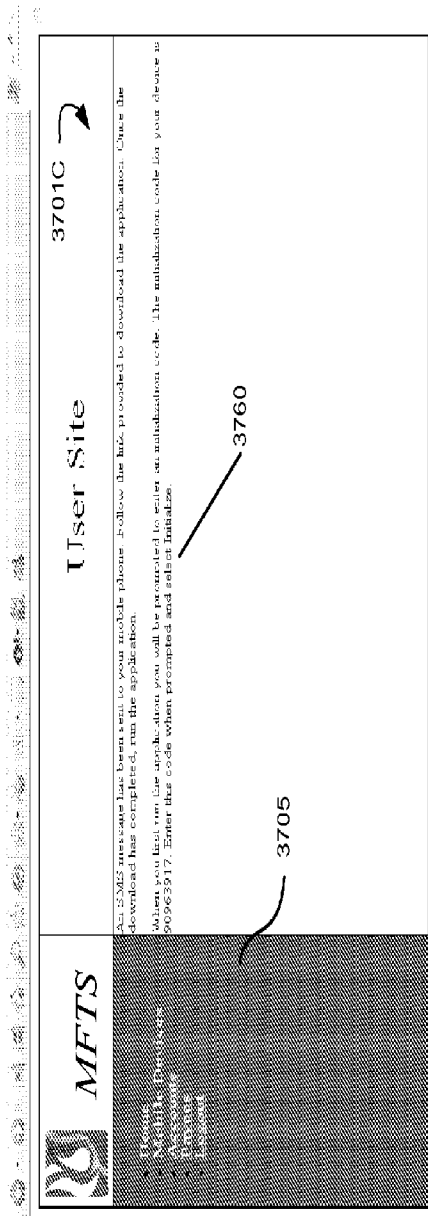 MFTS
User Site
3701C
Home
Mobile Devices
Accounts
Logout
3705
An SMS message has been sent to your mobile phone. Follow the link provided to download the application. Once the
download has completed, run the application.
When you first run the application you will be prompted to enter an initialization code. The initialization code for your device is
90963917. Enter this code when prompted and select Initialize.
3760